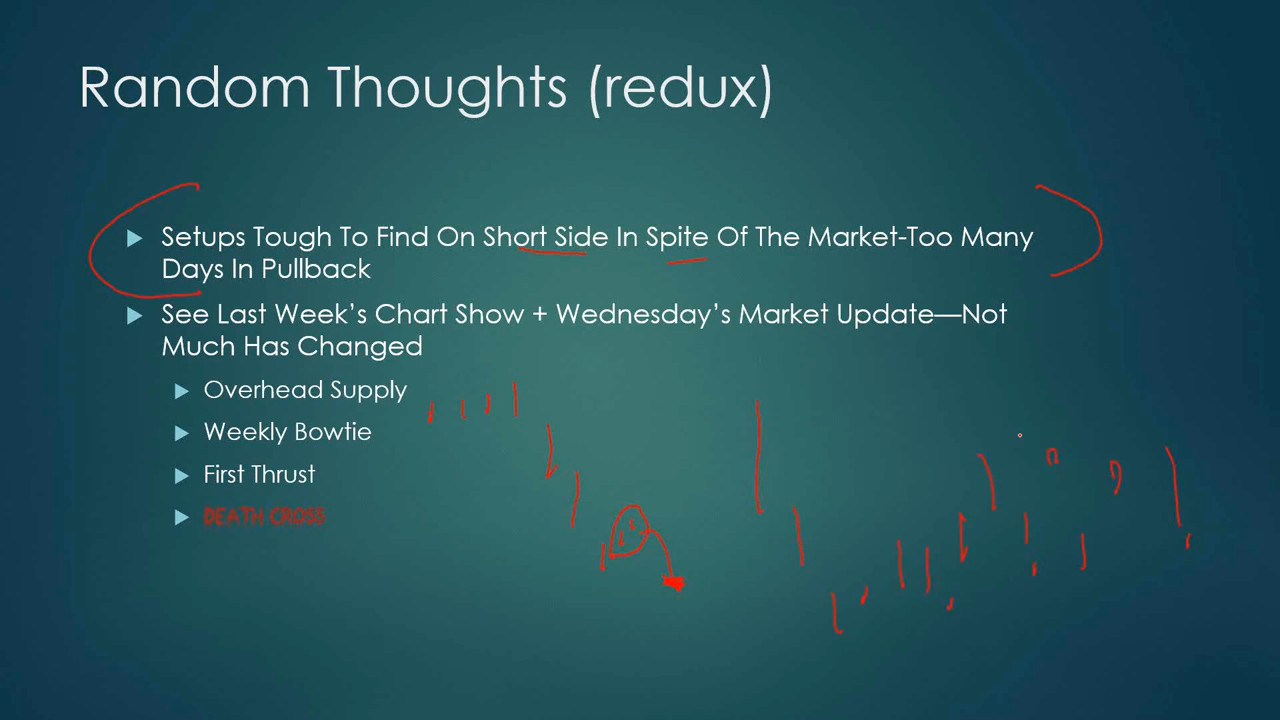 Random Thoughts (redux)
Setups Tough To Find On Short Side In Spite Of The Market-Too Many
Days In Pullback
See Last Week’s Chart Show + Wednesday’s Market Update—Not
Much Has Changed
Overhead Supply
Weekly Bowtie
First Thrust
DEATH CROSS